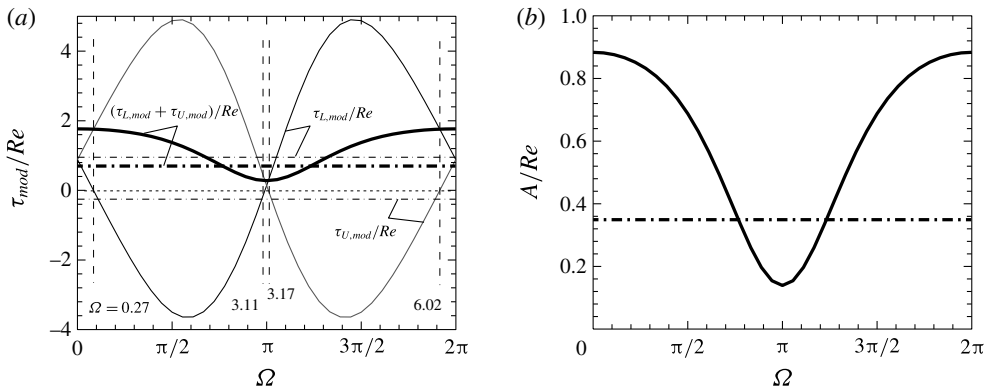 (a)
4
2
0
−2
−4
τmod/Re
(τL,mod + τU,mod)/Re
τL,mod/Re
τU,mod/Re
Ω = 0.27
3.11
3.17
6.02
0
π/2
π
3π/2
2π
Ω
(b)
1.0
0.8
0.6
0.4
0.2
A/Re
0
π/2
π
3π/2
2π
Ω